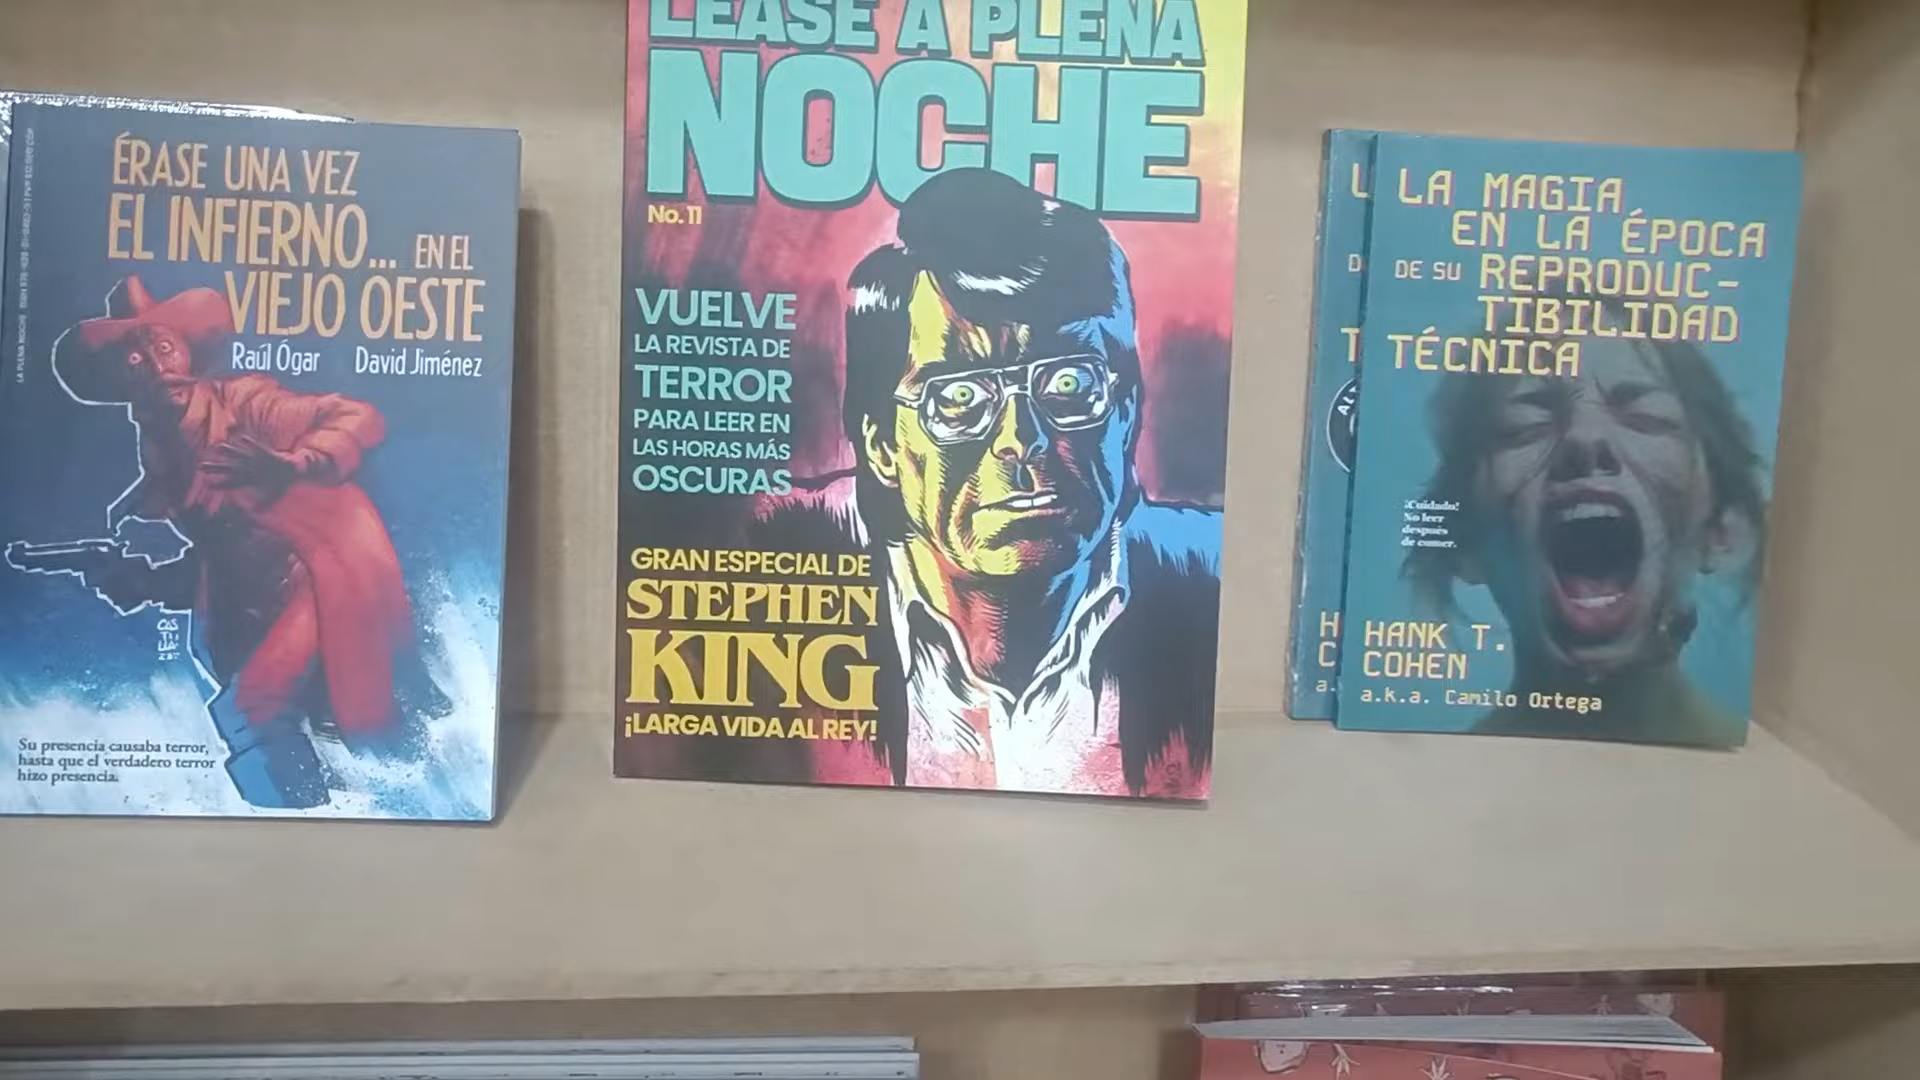 ÉRASE UNA VEZ
EL INFIERNO... EN EL
VIEJO OESTE
Raúl Ógar David Jiménez
Su presencia causaba terror,
hasta que el verdadero terror
hizo presencia.
LÉASE A PLENA
NOCHE
No. 11
VUELVE
LA REVISTA DE
TERROR
PARA LEER EN
LAS HORAS MÁS
OSCURAS
GRAN ESPECIAL DE
STEPHEN
KING
¡LARGA VIDA AL REY!
LA MAGIA
EN LA ÉPOCA
DE SU REPRODUC-
TIBILIDAD
TÉCNICA
¡Cuidado!
No leer
después
de comer.
HANK T.
COHEN
a.k.a. Camilo Ortega